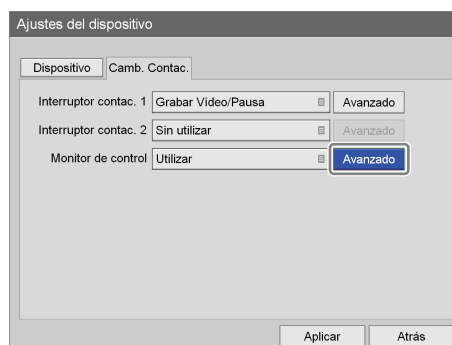 Ajustes del dispositivo
Dispositivo Camb. Contac.
Interruptor contac. 1 Grabar Vídeo/Pausa Avanzado
Interruptor contac. 2 Sin utilizar Avanzado
Monitor de control Utilizar Avanzado
Aplicar Atrás